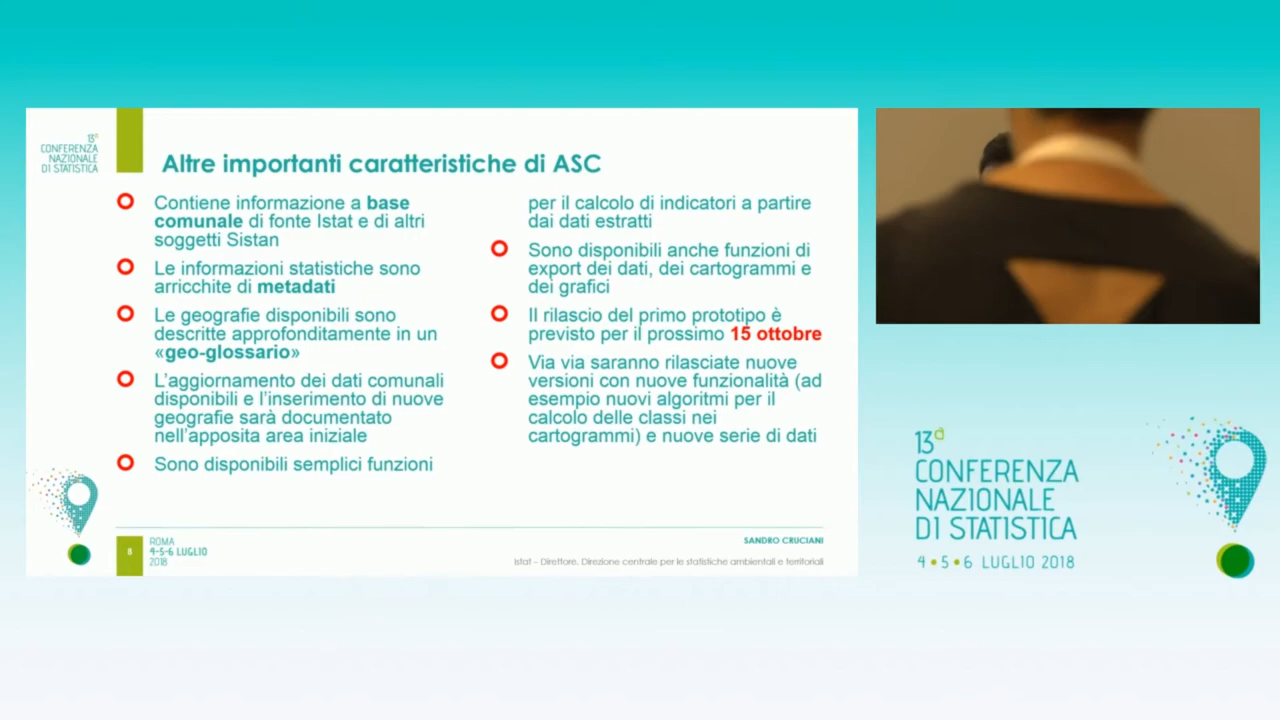 13ª
CONFERENZA
NAZIONALE
DI STATISTICA
Altre importanti caratteristiche di ASC
Contiene informazione a base
comunale di fonte Istat e di altri
soggetti Sistan
Le informazioni statistiche sono
arricchite di metadati
Le geografie disponibili sono
descritte approfonditamente in un
«geo-glossario»
L'aggiornamento dei dati comunali
disponibili e l'inserimento di nuove
geografie sarà documentato
nell'apposita area iniziale
Sono disponibili semplici funzioni
per il calcolo di indicatori a partire
dai dati estratti
Sono disponibili anche funzioni di
export dei dati, dei cartogrammi e
dei grafici
Il rilascio del primo prototipo è
previsto per il prossimo 15 ottobre
Via via saranno rilasciate nuove
versioni con nuove funzionalità (ad
esempio nuovi algoritmi per il
calcolo delle classi nei
cartogrammi) e nuove serie di dati
8
ROMA
4-5-6 LUGLIO
2018
SANDRO CRUCIANI
Istat – Direttore, Direzione centrale per le statistiche ambientali e territoriali
13ª
CONFERENZA
NAZIONALE
DI STATISTICA
4•5•6 LUGLIO 2018